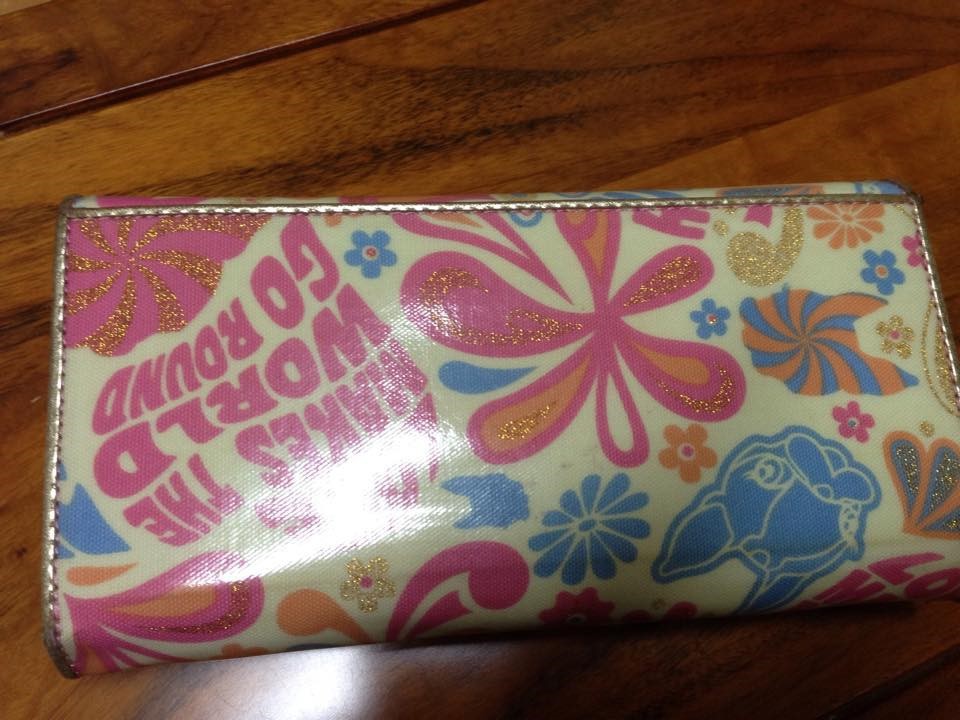 MAKES
THE
WORLD
GO
ROUND